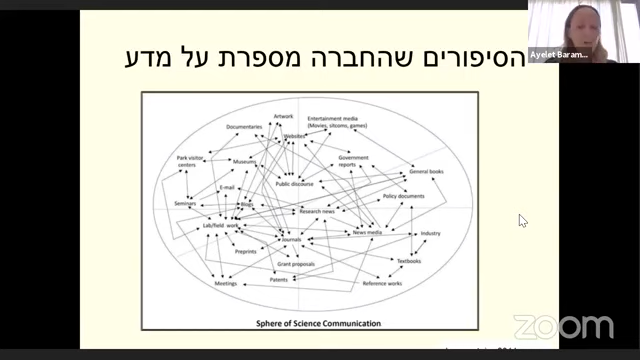 הסיפורים שהחברה מספרת על מדע
Ayelet Baram...
Artwork
Entertainment media
(Movies, sitcoms, games)
Documentaries
Websites
Park visitor
centers
Museums
Government
reports
General books
Public discourse
E-mail
Policy documents
Seminars
Blogs
Research news
Lab/field work
News media
Industry
Journals
Preprints
Grant proposals
Textbooks
Patents
Meetings
Reference works
Sphere of Science Communication
zoom